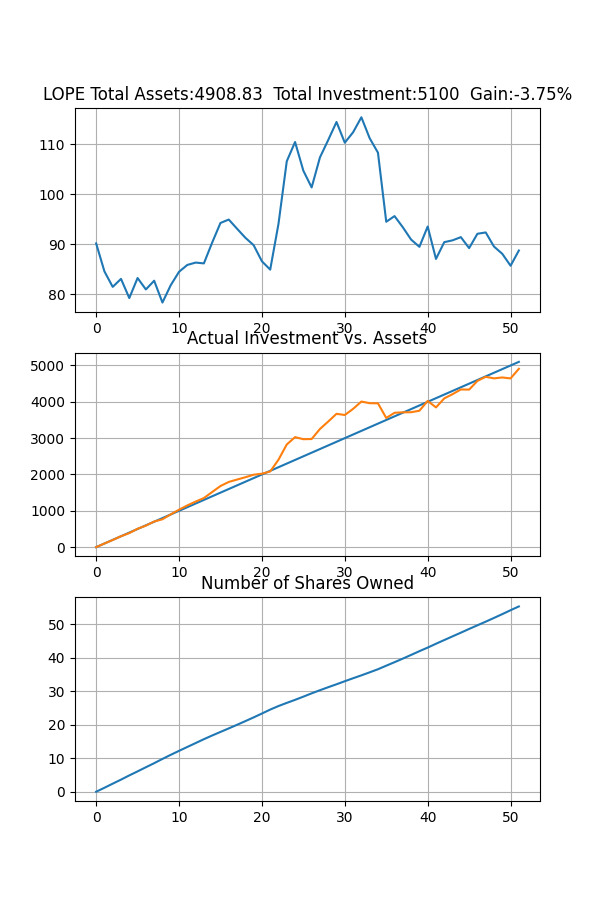 LOPE Total Assets:4908.83  Total Investment:5100  Gain:-3.75%
110
100
90
80
0 10 20 30 40 50
Actual Investment vs. Assets
5000
4000
3000
2000
1000
0
0 10 20 30 40 50
Number of Shares Owned
50
40
30
20
10
0
0 10 20 30 40 50